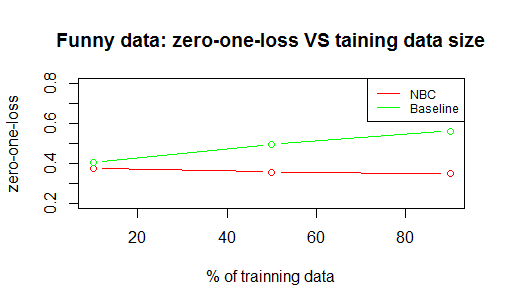 Funny data: zero-one-loss VS taining data size
NBC
Baseline
zero-one-loss
0.8
0.6
0.4
0.2
20
40
60
80
% of trainning data